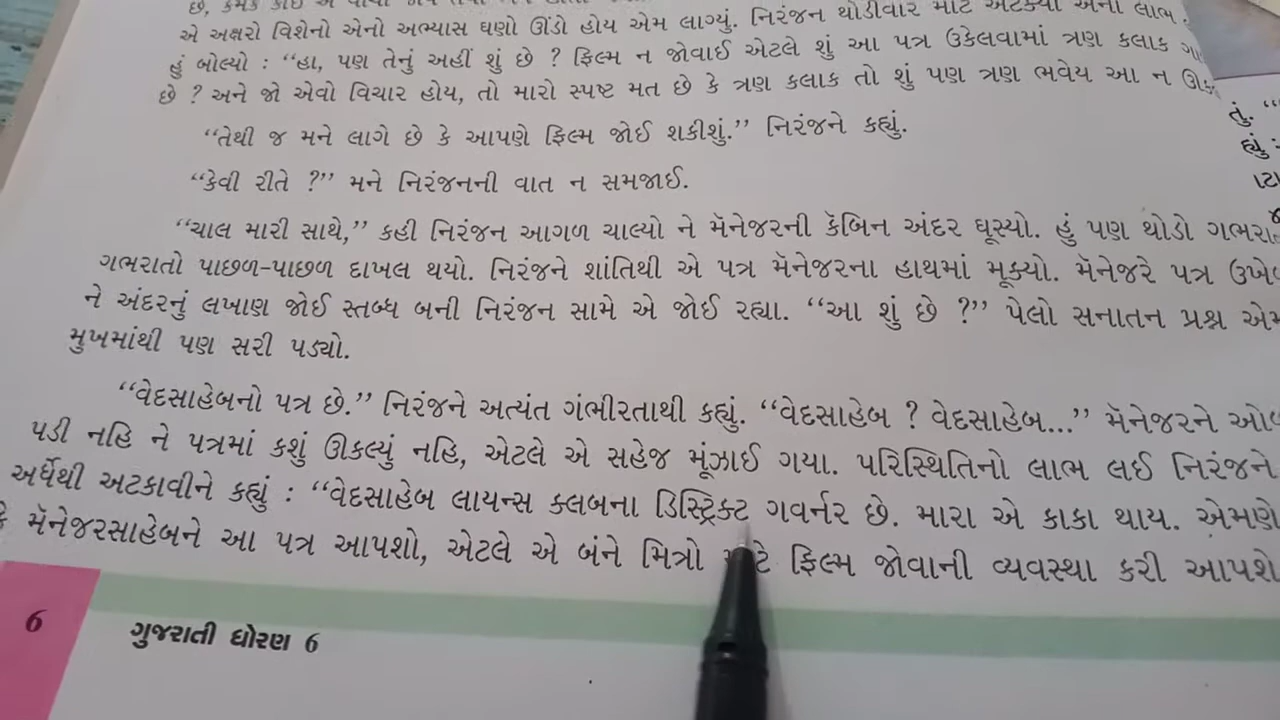 એ અક્ષરો વિશેનો એનો અભ્યાસ ઘણો ઊંડો હોય એમ લાગ્યું. નિરંજન થોડીવાર માટે અટક્યો એનો લાભ
હું બોલ્યો : “હા, પણ તેનું અહીં શું છે ? ફિલ્મ ન જોવાઈ એટલે શું આ પત્ર ઉકેલવામાં ત્રણ કલાક
છે ? અને જો એવો વિચાર હોય, તો મારો સ્પષ્ટ મત છે કે ત્રણ કલાક તો શું પણ ત્રણ ભવેય આ ન
“તેથી જ મને લાગે છે કે આપણે ફિલ્મ જોઈ શકીશું.” નિરંજને કહ્યું.
“કેવી રીતે ?” મને નિરંજનની વાત ન સમજાઈ.
“ચાલ મારી સાથે,” કહી નિરંજન આગળ ચાલ્યો ને મૅનેજરની કૅબિન અંદર ઘૂસ્યો. હું પણ થોડો
ગભરાતો પાછળ-પાછળ દાખલ થયો. નિરંજને શાંતિથી એ પત્ર મૅનેજરના હાથમાં મૂક્યો. મૅનેજરે પત્ર
ને અંદરનું લખાણ જોઈ સ્તબ્ધ બની નિરંજન સામે એ જોઈ રહ્યા. “આ શું છે ?” પેલો સનાતન પ્રશ્ન
મુખમાંથી પણ સરી પડ્યો.
“વેદસાહેબનો પત્ર છે.” નિરંજને અત્યંત ગંભીરતાથી કહ્યું. “વેદસાહેબ ? વેદસાહેબ...” મૅનેજરને
પડી નહિ ને પત્રમાં કશું ઊકલ્યું નહિ, એટલે એ સહેજ મૂંઝાઈ ગયા. પરિસ્થિતિનો લાભ લઈ નિરંજને
અર્ધેથી અટકાવીને કહ્યું : “વેદસાહેબ લાયન્સ ક્લબના ડિસ્ટ્રિક્ટ ગવર્નર છે. મારા એ કાકા થાય. એમણે
મૅનેજરસાહેબને આ પત્ર આપશો, એટલે એ બંને મિત્રો માટે ફિલ્મ જોવાની વ્યવસ્થા કરી આપશે
6 ગુજરાતી ધોરણ 6